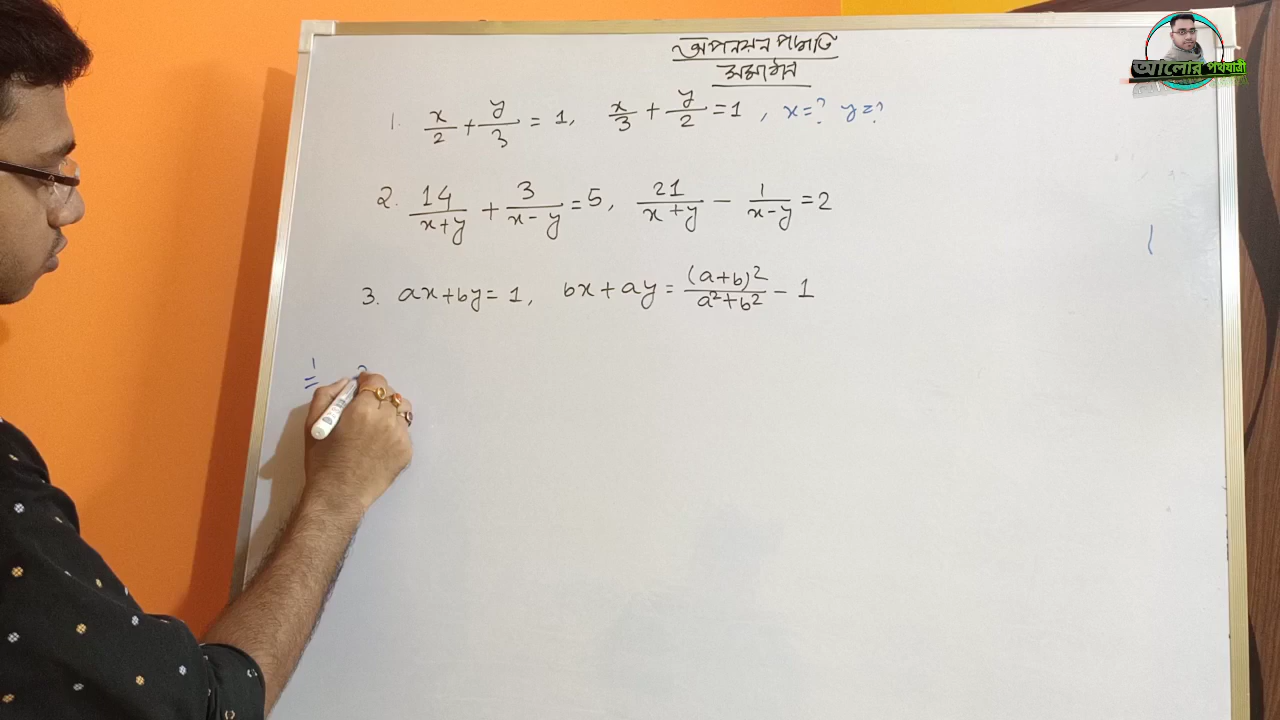 অপনয়ন পদ্ধতি
সমাধান
আলোর পথযাত্রী
1. x/2 + y/3 = 1, x/3 + y/2 = 1, x=? y=?
2. 14/(x+y) + 3/(x-y) = 5, 21/(x+y) - 1/(x-y) = 2
3. ax+by= 1, bx+ay = (a+b)2/(a2+b2) - 1
1
=